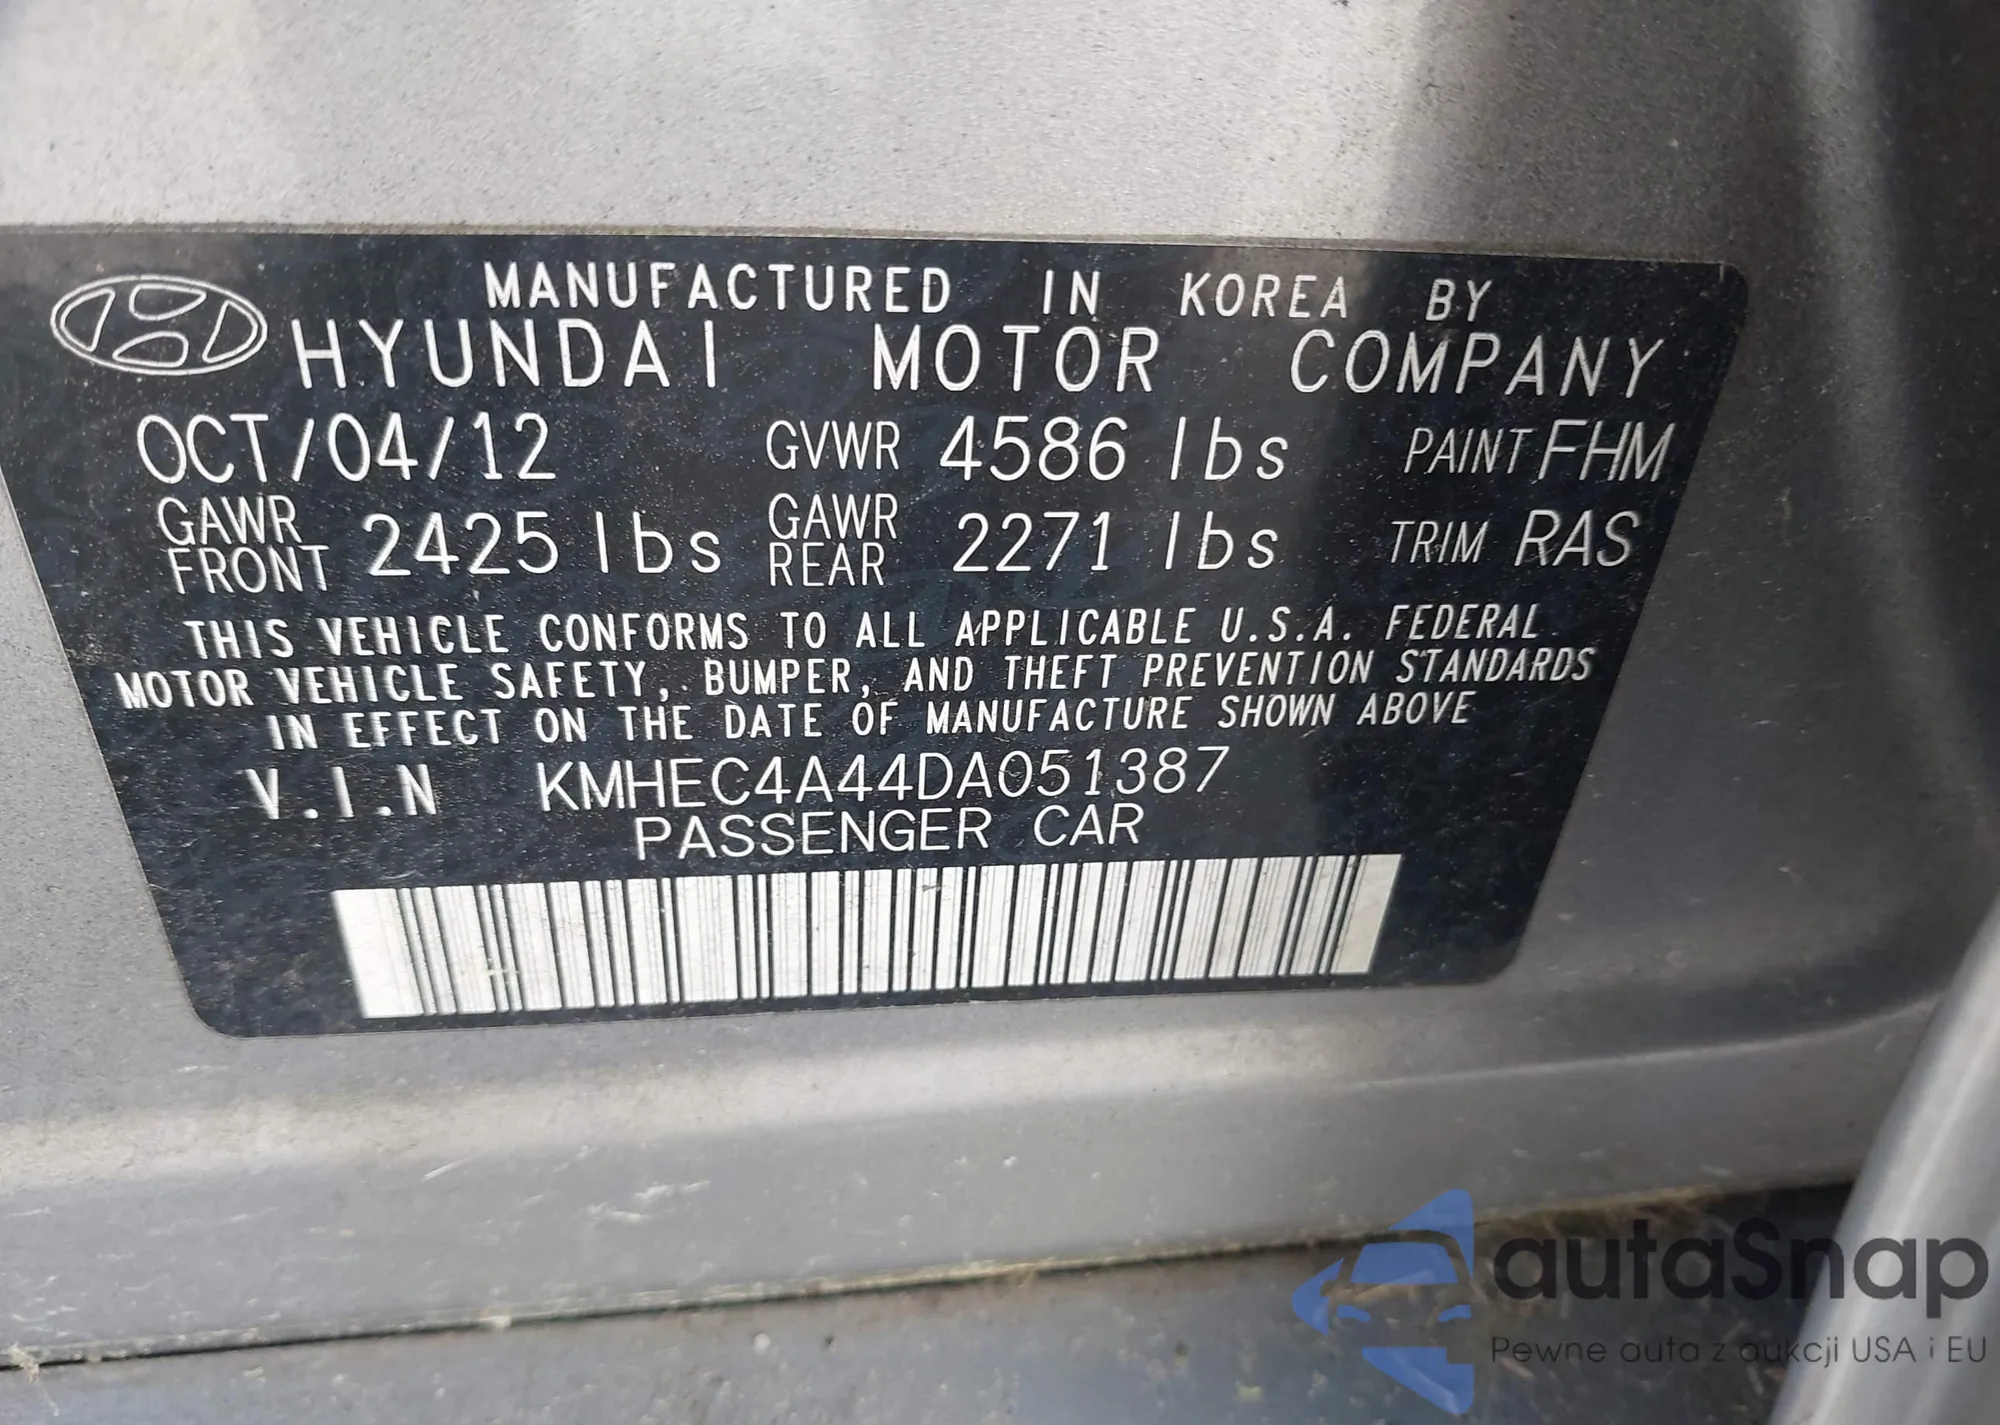 MANUFACTURED IN KOREA BY
HYUNDAI MOTOR COMPANY
OCT/04/12 GVWR 4586 lbs PAINT FHM
GAWR FRONT 2425 lbs GAWR REAR 2271 lbs TRIM RAS
THIS VEHICLE CONFORMS TO ALL APPLICABLE U.S.A. FEDERAL
MOTOR VEHICLE SAFETY, BUMPER, AND THEFT PREVENTION STANDARDS
IN EFFECT ON THE DATE OF MANUFACTURE SHOWN ABOVE
V.I.N KMHEC4A44DA051387
PASSENGER CAR
autaSnap
Pewne auta z aukcji USA i EU